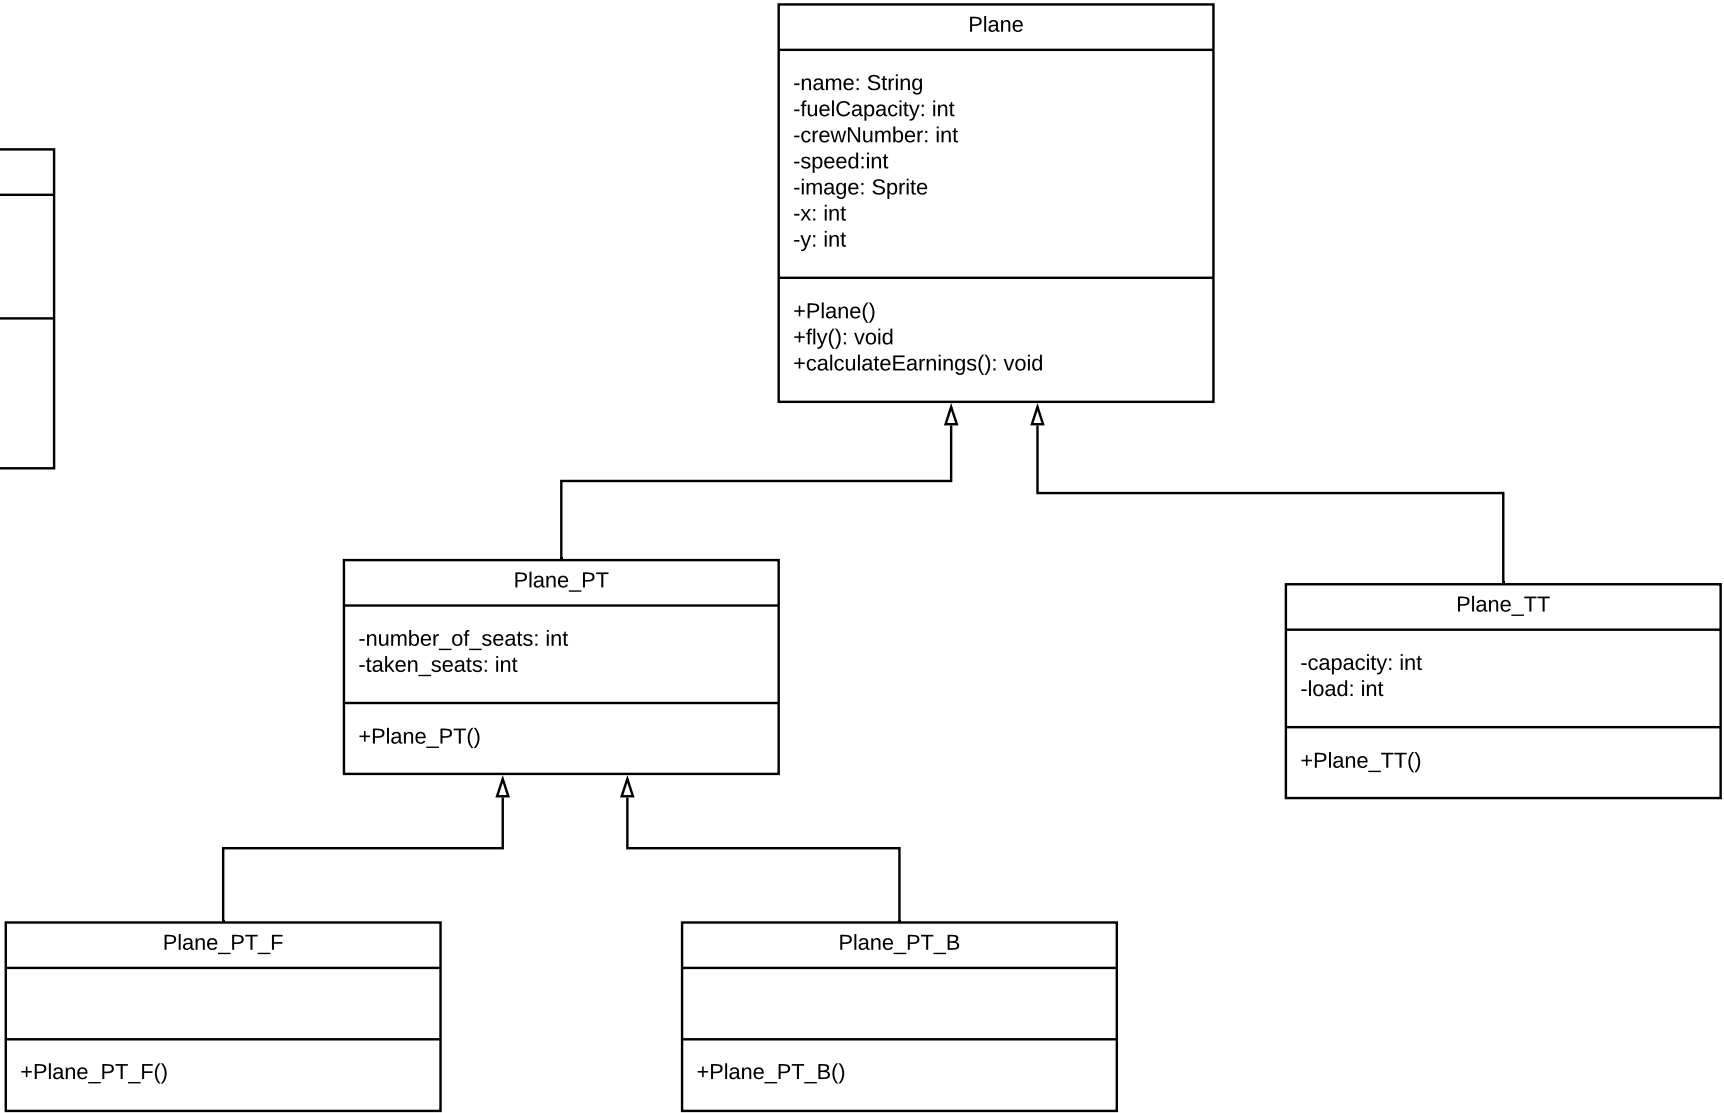 Plane
-name: String
-fuelCapacity: int
-crewNumber: int
-speed:int
-image: Sprite
-x: int
-y: int
+Plane()
+fly(): void
+calculateEarnings(): void
Plane_PT
-number_of_seats: int
-taken_seats: int
+Plane_PT()
Plane_TT
-capacity: int
-load: int
+Plane_TT()
Plane_PT_F
+Plane_PT_F()
Plane_PT_B
+Plane_PT_B()